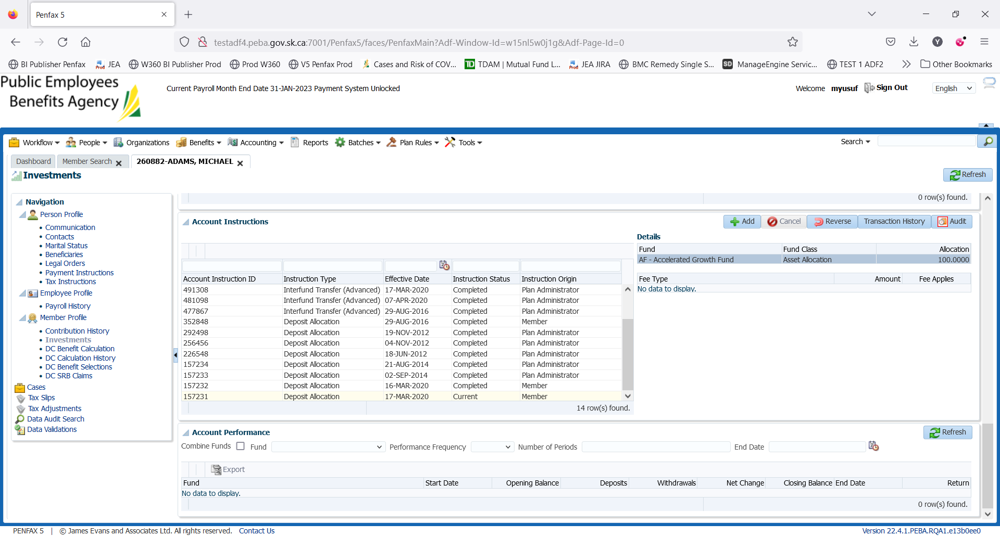 Penfax 5
testadf4.peba.gov.sk.ca:7001/Penfax5/faces/PenfaxMain?Adf-Window-Id=w15nl5w0j1g&Adf-Page-Id=0
Y
BI Publisher Penfax
Prod
JEA
W360 BI Publisher Prod
Prod W360
V5 Penfax Prod
Cases and Risk of COV...
TD
TDAM | Mutual Fund L...
Prod
JEA JIRA
BMC Remedy Single S...
SD
ManageEngine Servic...
TEST 1 ADF2
Other Bookmarks
Public Employees
Benefits Agency
Current Payroll Month End Date 31-JAN-2023 Payment System Unlocked
Welcome myusuf
Sign Out
English
Workflow
People
Organizations
Benefits
Accounting
Reports
Batches
Plan Rules
Tools
Search
Dashboard
Member Search
260882-ADAMS, MICHAEL
Investments
Refresh
Navigation
Person Profile
Communication
Contacts
Marital Status
Beneficiaries
Legal Orders
Payment Instructions
Tax Instructions
Employee Profile
Payroll History
Member Profile
Contribution History
Investments
DC Benefit Calculation
DC Calculation History
DC Benefit Selections
DC SRB Claims
Cases
Tax Slips
Tax Adjustments
Data Audit Search
Data Validations
0 row(s) found.
Account Instructions
Add
Cancel
Reverse
Transaction History
Audit
Account Instruction ID Instruction Type Effective Date Instruction Status Instruction Origin
491308 Interfund Transfer (Advanced) 17-MAR-2020 Completed Plan Administrator
481098 Interfund Transfer (Advanced) 07-APR-2020 Completed Plan Administrator
477867 Interfund Transfer (Advanced) 29-AUG-2016 Completed Plan Administrator
352848 Deposit Allocation 29-AUG-2016 Completed Member
292498 Deposit Allocation 19-NOV-2012 Completed Plan Administrator
256456 Deposit Allocation 04-NOV-2012 Completed Plan Administrator
226548 Deposit Allocation 18-JUN-2012 Completed Plan Administrator
157234 Deposit Allocation 21-AUG-2014 Completed Plan Administrator
157233 Deposit Allocation 02-SEP-2014 Completed Plan Administrator
157232 Deposit Allocation 16-MAR-2020 Completed Member
157231 Deposit Allocation 17-MAR-2020 Current Member
14 row(s) found.
Details
Fund Fund Class Allocation
AF - Accelerated Growth Fund Asset Allocation 100.0000
Fee Type Amount Fee Applies
No data to display.
Account Performance
Refresh
Combine Funds Fund Performance Frequency Number of Periods End Date
Export
Fund Start Date Opening Balance Deposits Withdrawals Net Change Closing Balance End Date Return
No data to display.
0 row(s) found.
PENFAX 5 | © James Evans and Associates Ltd. All rights reserved. Contact Us
Version 22.4.1.PEBA.RQA1.e13b0ee0